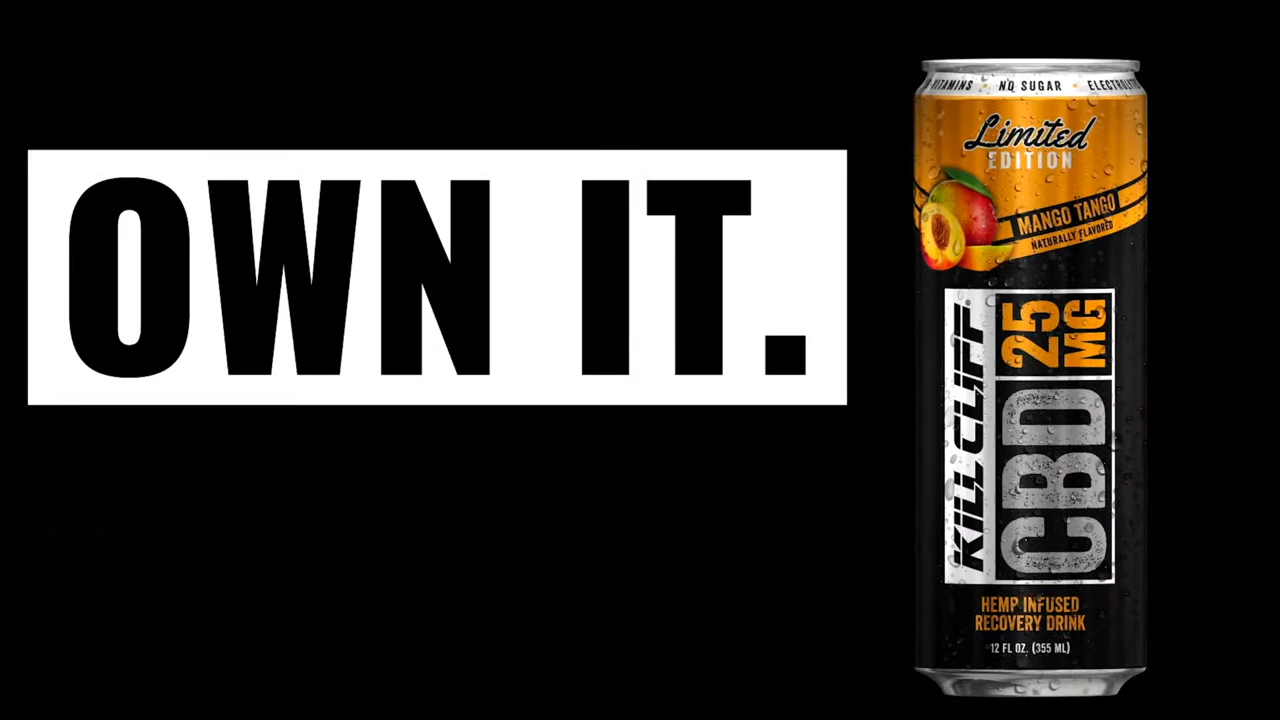 OWN IT.
VITAMINS · NO SUGAR · ELECTROLYT
Limited
EDITION
MANGO TANGO
NATURALLY FLAVORED
KILL CLIFF®
CBD 25 MG
HEMP INFUSED
RECOVERY DRINK
12 FL OZ. (355 ML)